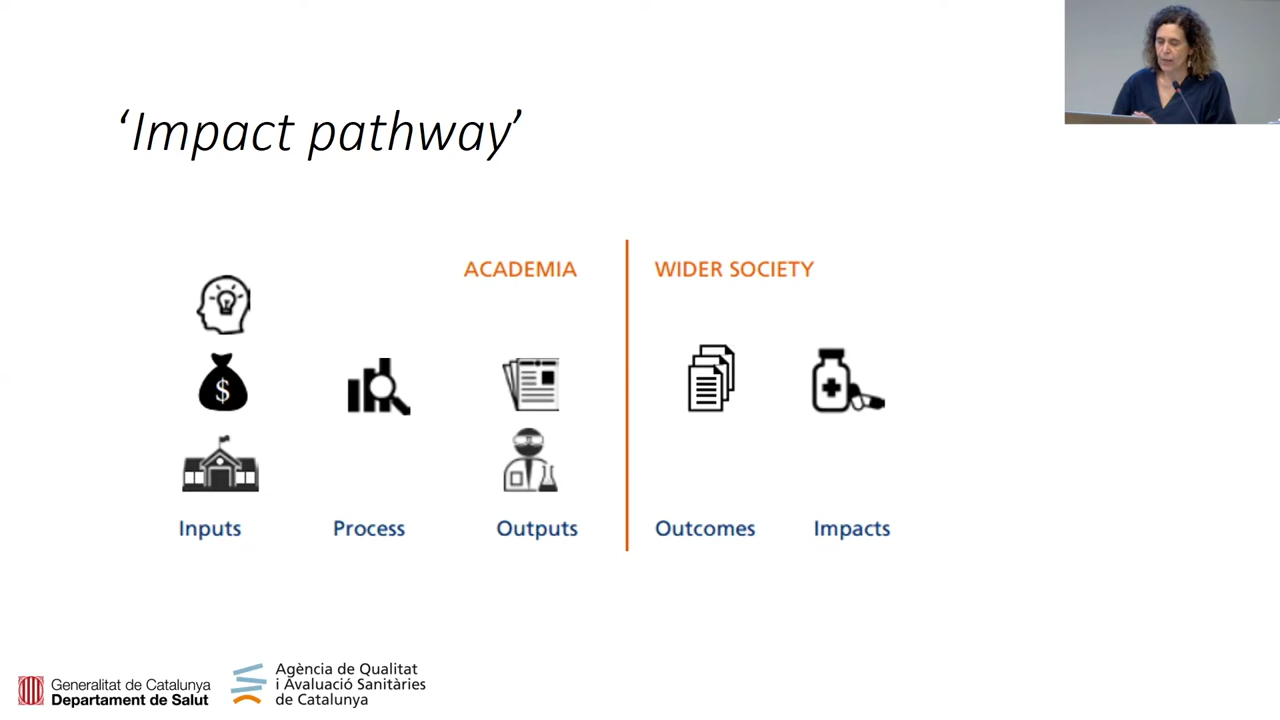 ‘Impact pathway’
ACADEMIA
WIDER SOCIETY
$
Inputs
Process
Outputs
Outcomes
Impacts
Generalitat de Catalunya
Departament de Salut
Agència de Qualitat
i Avaluació Sanitàries
de Catalunya